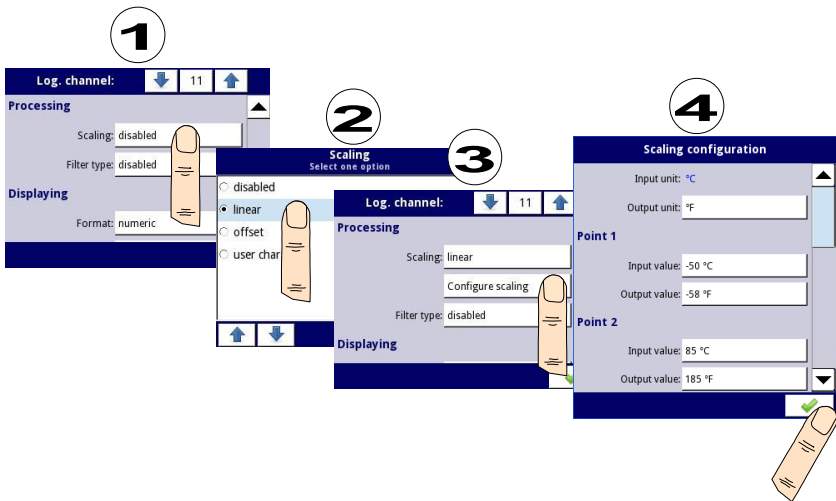 1
Log. channel: 11
Processing
Scaling: disabled
Filter type: disabled
Displaying
Format: numeric
2
Scaling
Select one option
disabled
linear
offset
user char
3
Log. channel: 11
Processing
Scaling: linear
Configure scaling
Filter type: disabled
Displaying
4
Scaling configuration
Input unit: °C
Output unit: °F
Point 1
Input value: -50 °C
Output value: -58 °F
Point 2
Input value: 85 °C
Output value: 185 °F